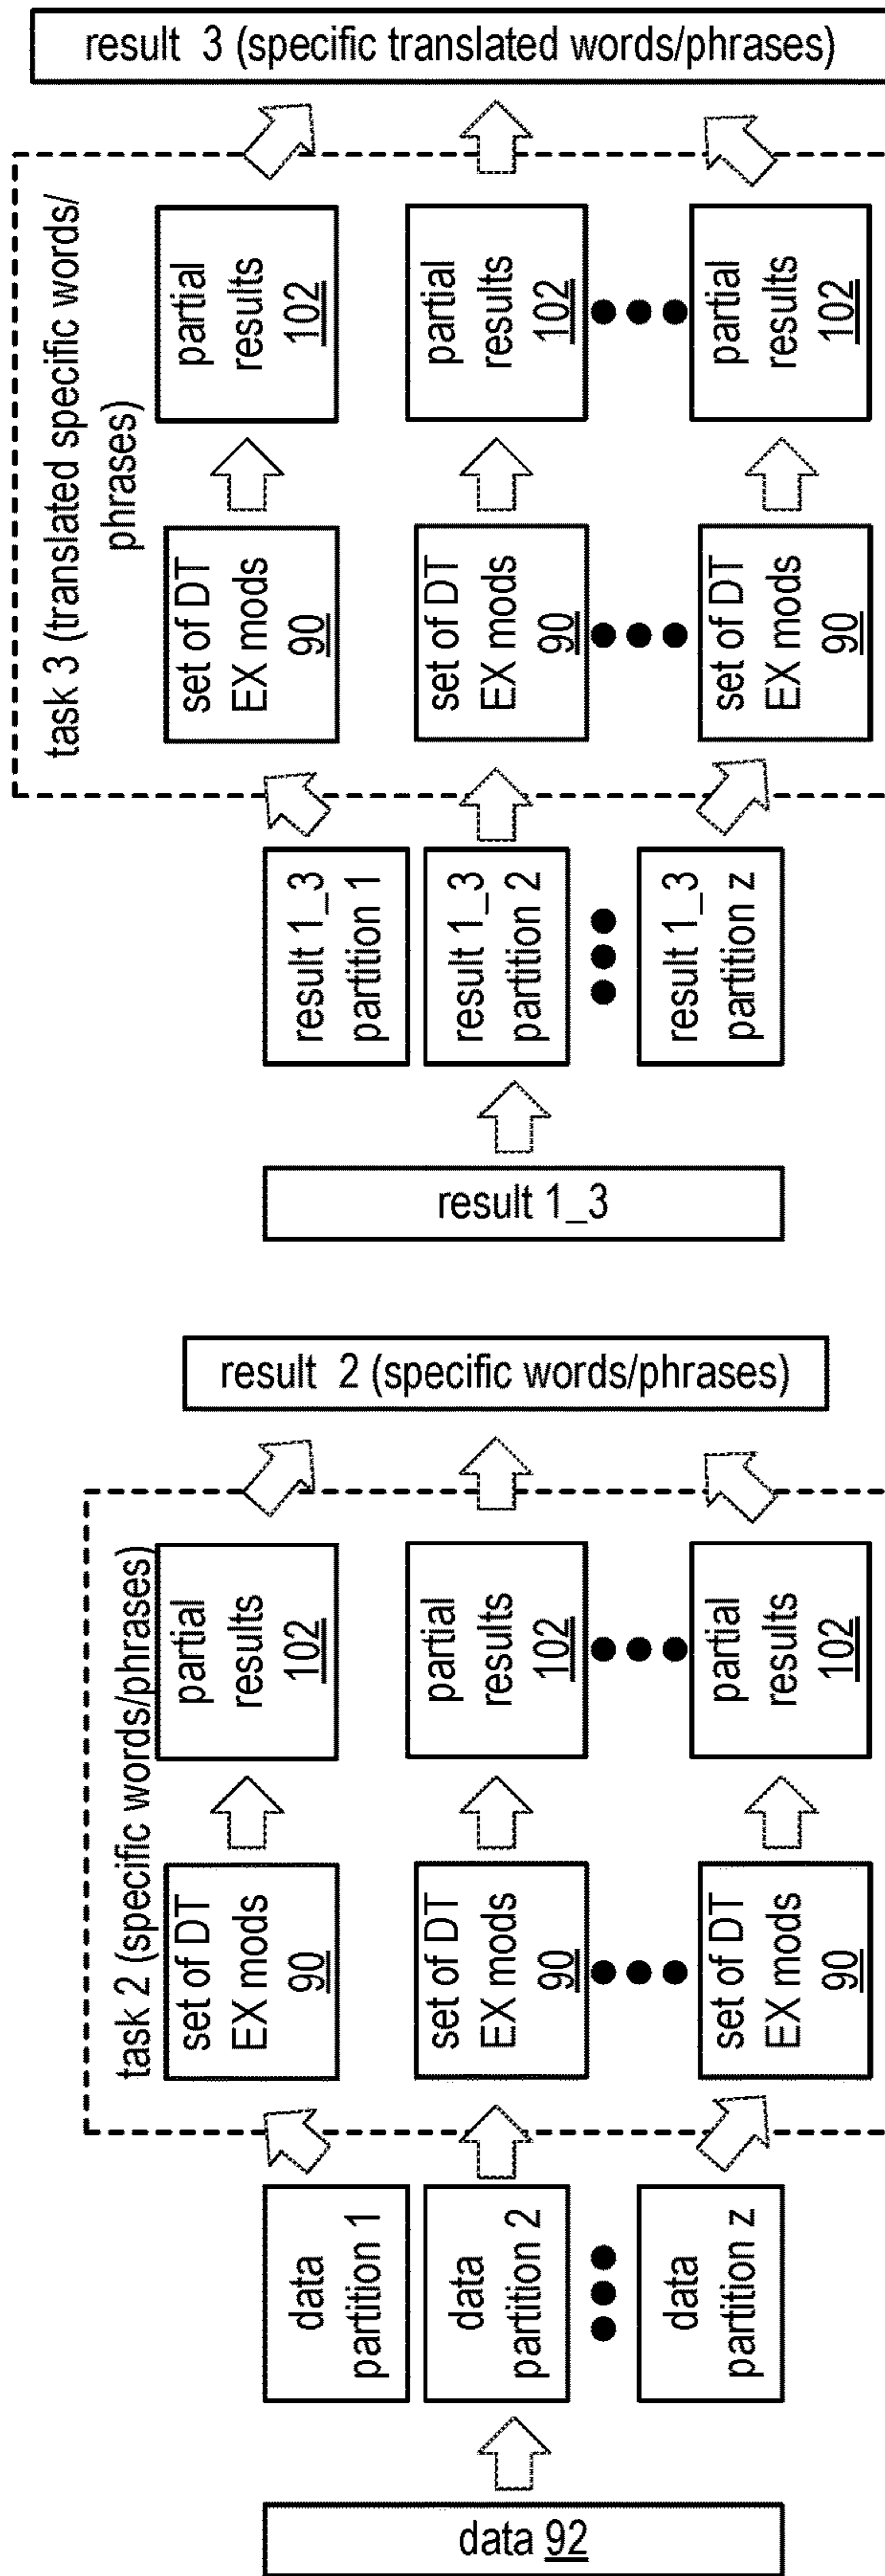 task 2 (specific words/phrases)
data 92
data
partition 1
data
partition 2
data
partition z
set of DT
EX mods
90
set of DT
EX mods
90
set of DT
EX mods
90
partial
results
102
partial
results
102
partial
results
102
result 2 (specific words/phrases)
task 3 (translated specific words/
phrases)
result 1_3
result 1_3
partition 1
result 1_3
partition 2
result 1_3
partition z
set of DT
EX mods
90
set of DT
EX mods
90
set of DT
EX mods
90
partial
results
102
partial
results
102
partial
results
102
result 3 (specific translated words/phrases)